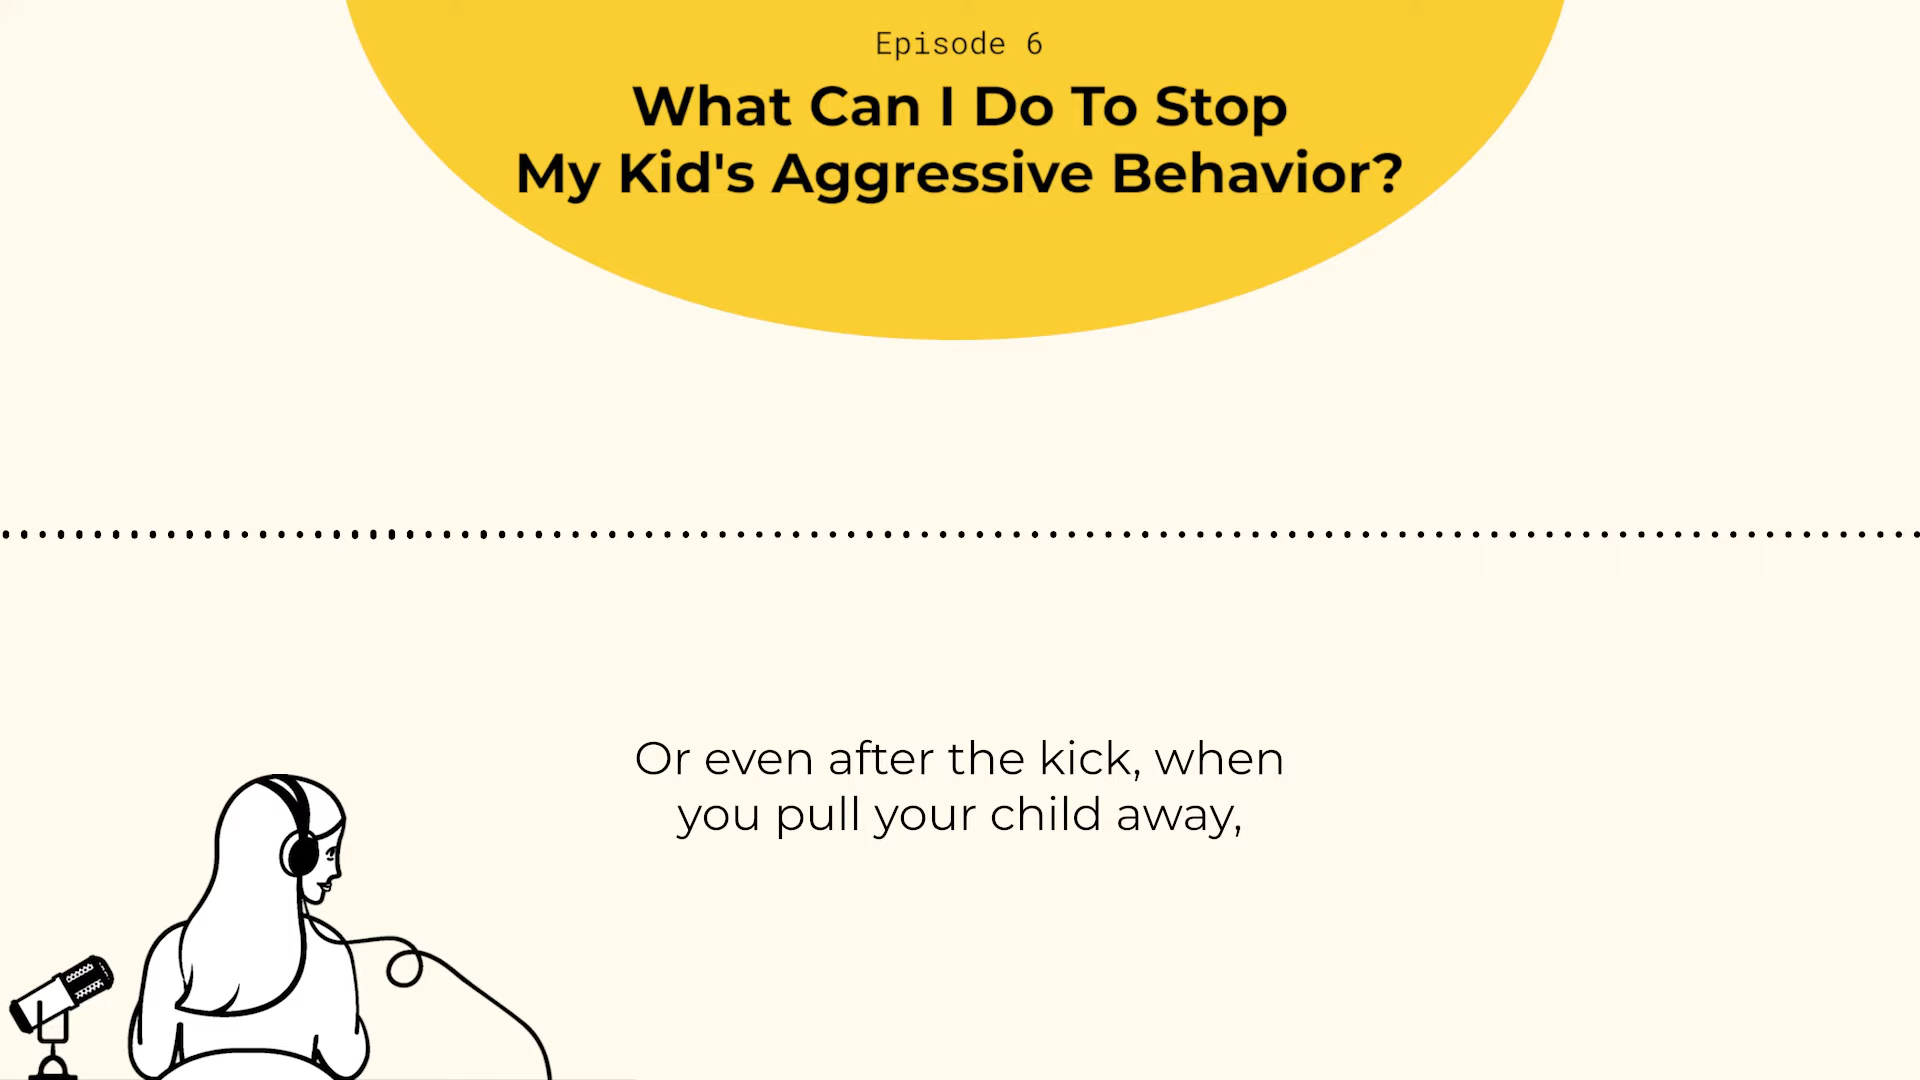 Episode 6
What Can I Do To Stop
My Kid's Aggressive Behavior?
Or even after the kick, when
you pull your child away,